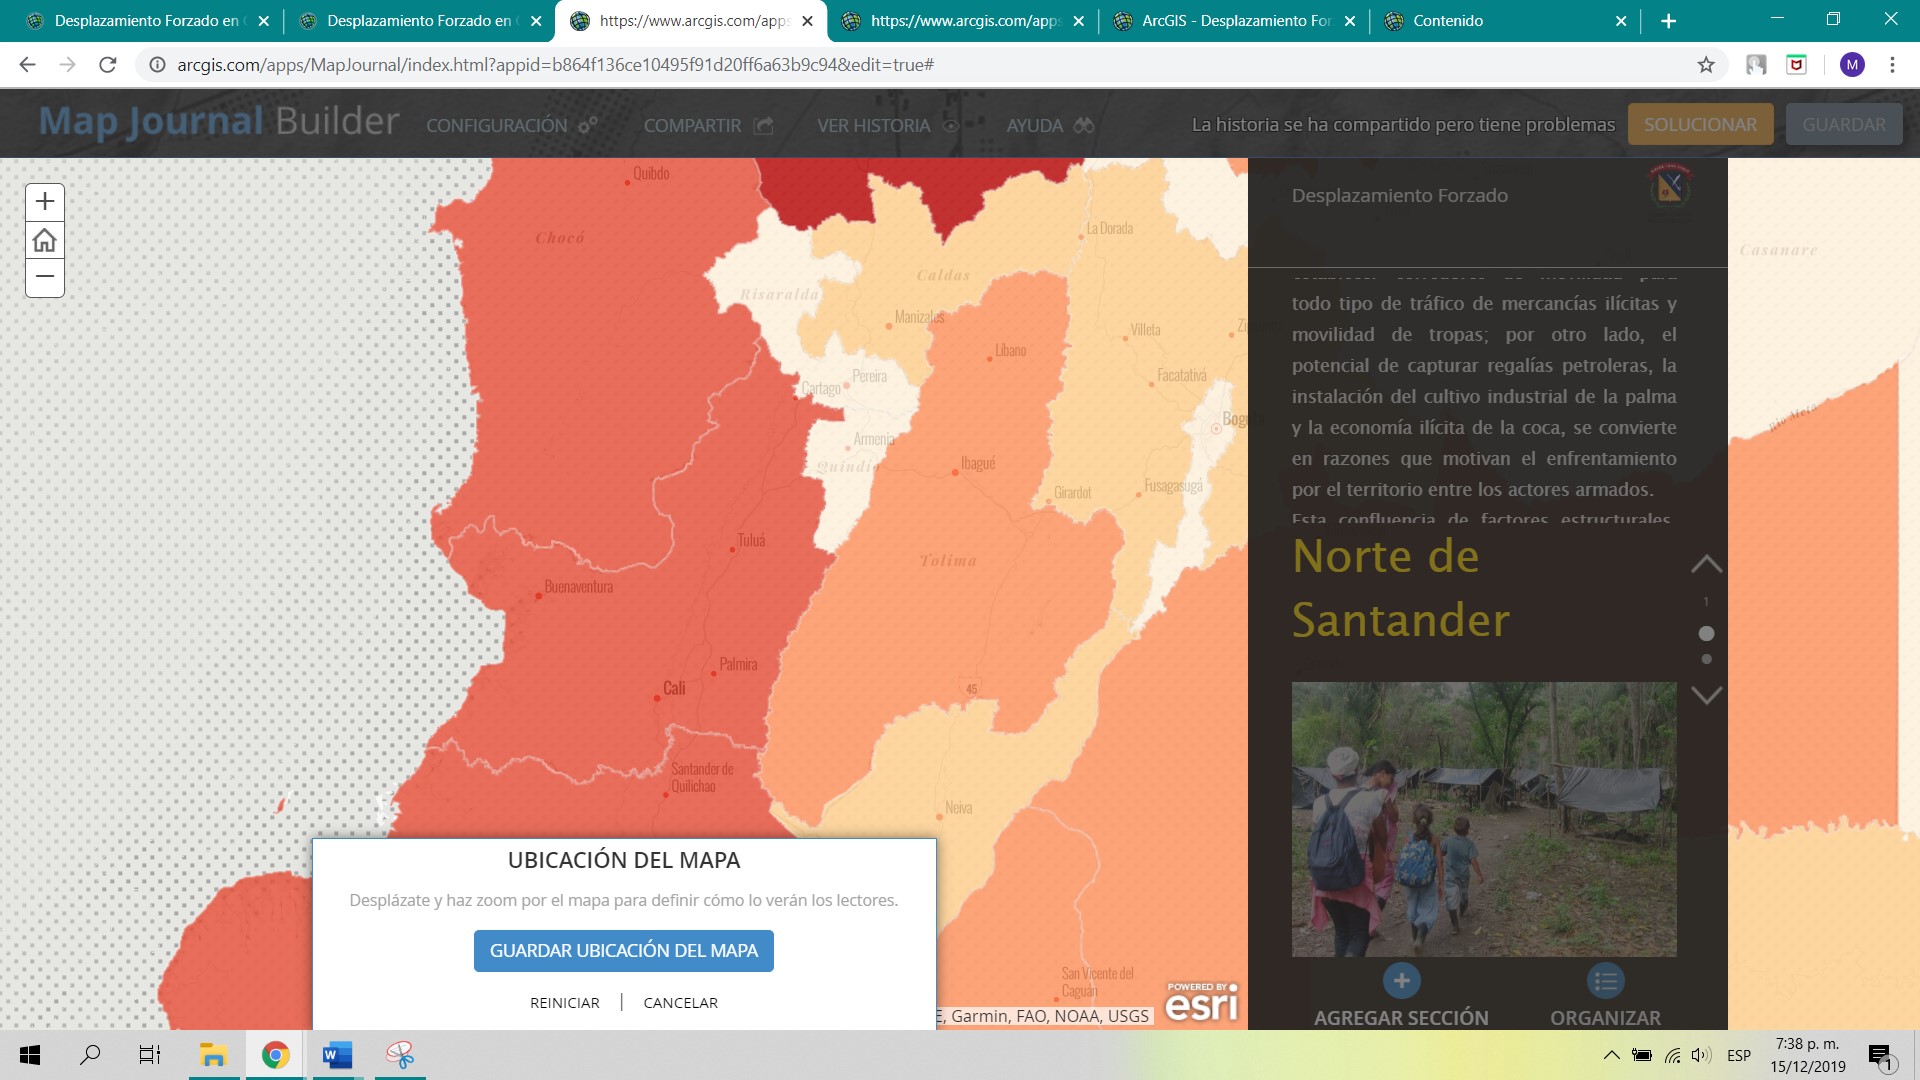 Desplazamiento Forzado en
Desplazamiento Forzado en
https://www.arcgis.com/apps
https://www.arcgis.com/apps
ArcGIS - Desplazamiento For
Contenido
arcgis.com/apps/MapJournal/index.html?appid=b864f136ce10495f91d20ff6a63b9c94&edit=true#
M
Map Journal Builder
CONFIGURACIÓN
COMPARTIR
VER HISTORIA
AYUDA
La historia se ha compartido pero tiene problemas
SOLUCIONAR
GUARDAR
Quibdo
Chocó
La Dorada
Caldas
Risaralda
Manizales
Villeta
Líbano
Pereira
Facatativá
Cartago
Armenia
Quindío
Ibagué
Girardot
Fusagasugá
Tuluá
Tolima
Buenaventura
Palmira
Cali
45
Santander de
Quilichao
Neiva
San Vicente del
Caguán
Casanare
Río Meta
Desplazamiento Forzado
todo tipo de tráfico de mercancías ilícitas y
movilidad de tropas; por otro lado, el
potencial de capturar regalías petroleras, la
instalación del cultivo industrial de la palma
y la economía ilícita de la coca, se convierte
en razones que motivan el enfrentamiento
por el territorio entre los actores armados.
Esta confluencia de factores estructurales,
Norte de
Santander
1
AGREGAR SECCIÓN
ORGANIZAR
UBICACIÓN DEL MAPA
Desplázate y haz zoom por el mapa para definir cómo lo verán los lectores.
GUARDAR UBICACIÓN DEL MAPA
REINICIAR | CANCELAR
E, Garmin, FAO, NOAA, USGS
POWERED BY
esri
ESP
7:38 p. m.
15/12/2019
1